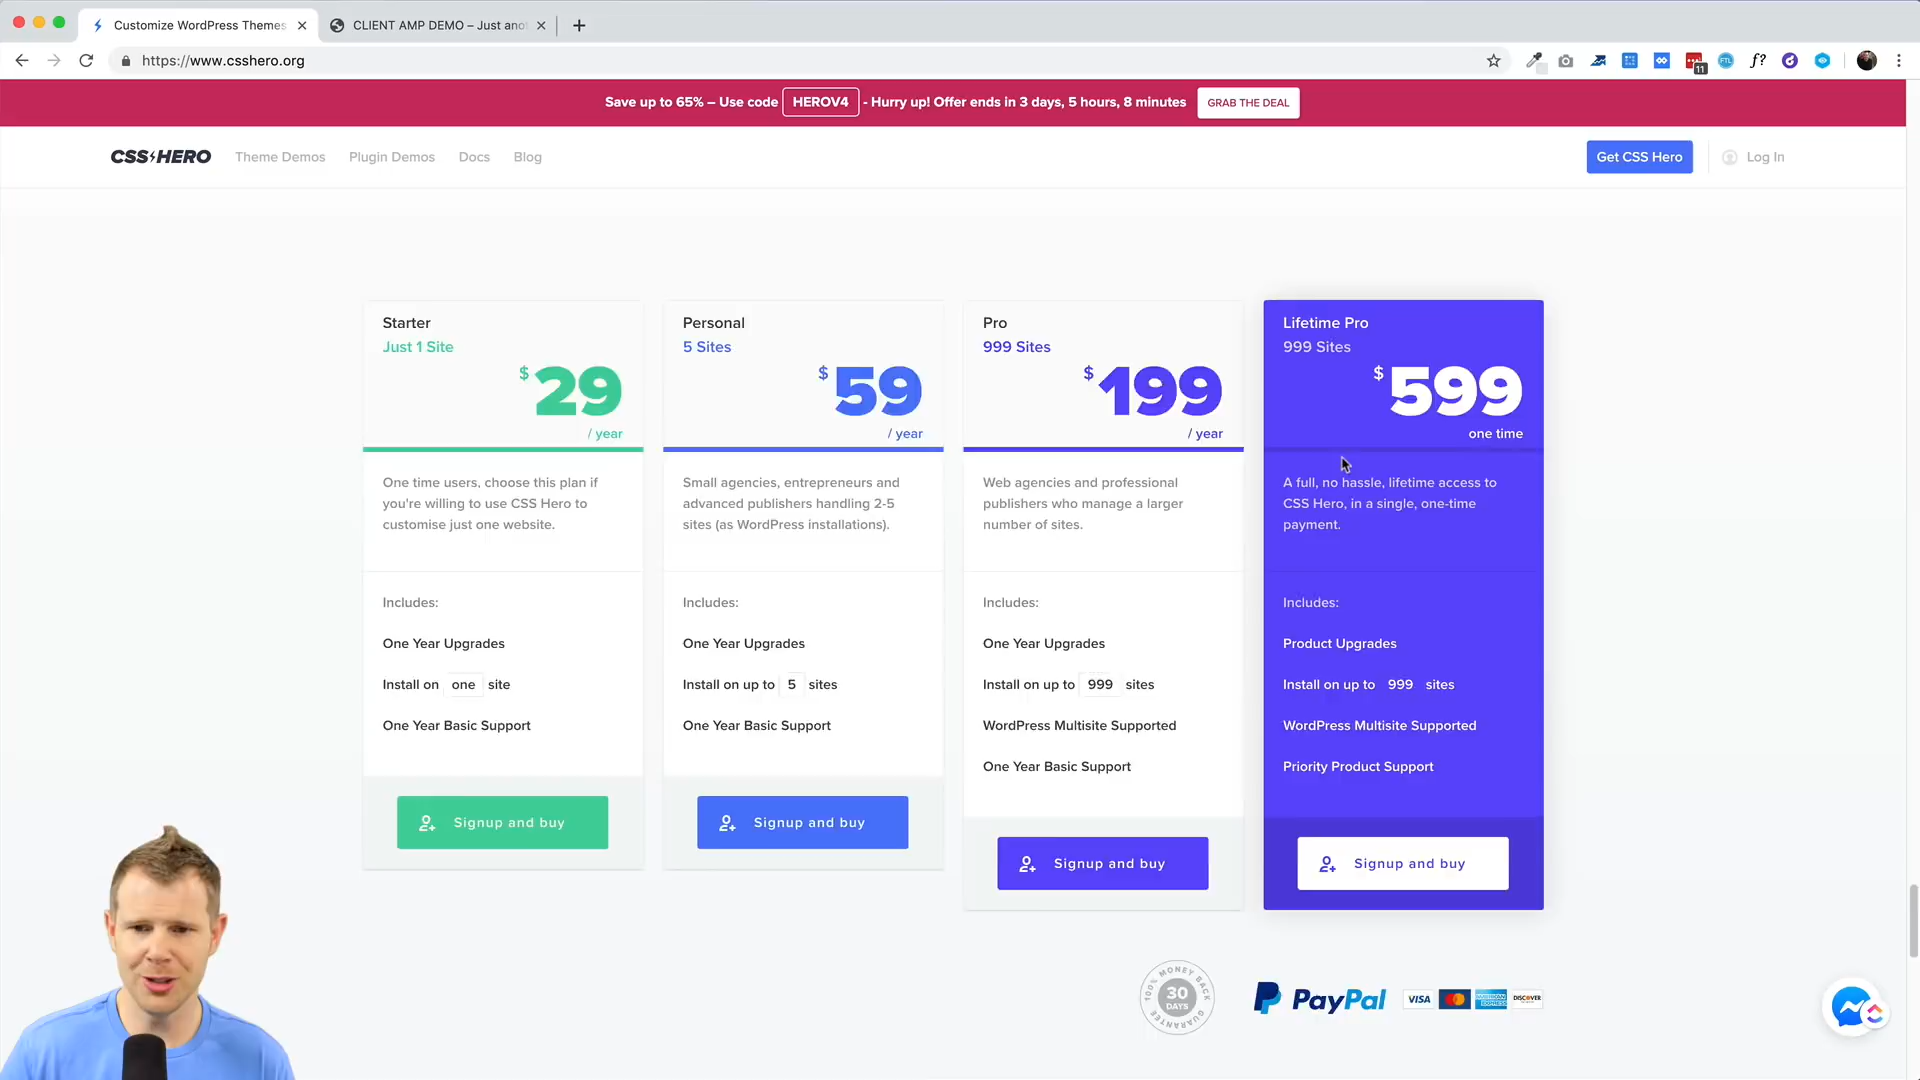 Customize WordPress Themes
CLIENT AMP DEMO – Just ano
https://www.csshero.org
FTL
f?
11
Save up to 65% – Use code HEROV4 - Hurry up! Offer ends in 3 days, 5 hours, 8 minutes GRAB THE DEAL
CSS HERO Theme Demos Plugin Demos Docs Blog Get CSS Hero Log In
Starter
Just 1 Site
$29
/ year
One time users, choose this plan if
you're willing to use CSS Hero to
customise just one website.
Includes:
One Year Upgrades
Install on one site
One Year Basic Support
Signup and buy
Personal
5 Sites
$59
/ year
Small agencies, entrepreneurs and
advanced publishers handling 2-5
sites (as WordPress installations).
Includes:
One Year Upgrades
Install on up to 5 sites
One Year Basic Support
Signup and buy
Pro
999 Sites
$199
/ year
Web agencies and professional
publishers who manage a larger
number of sites.
Includes:
One Year Upgrades
Install on up to 999 sites
WordPress Multisite Supported
One Year Basic Support
Signup and buy
Lifetime Pro
999 Sites
$599
one time
A full, no hassle, lifetime access to
CSS Hero, in a single, one-time
payment.
Includes:
Product Upgrades
Install on up to 999 sites
WordPress Multisite Supported
Priority Product Support
Signup and buy
100% MONEY BACK GUARANTEE
30
DAYS
PayPal
VISA
AMERICAN EXPRESS
DISCOVER